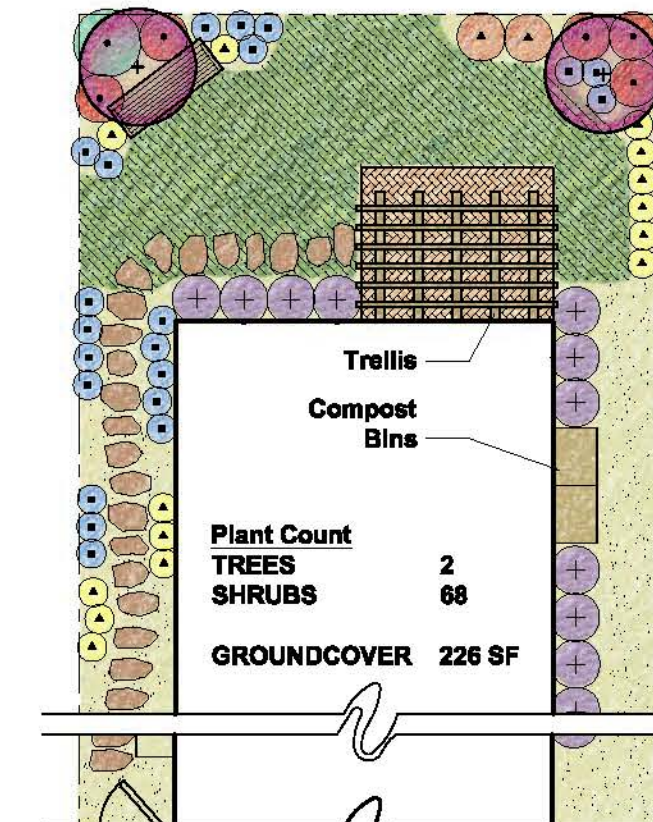 Trellis
Compost
Bins
Plant Count
TREES 2
SHRUBS 68
GROUNDCOVER 226 SF